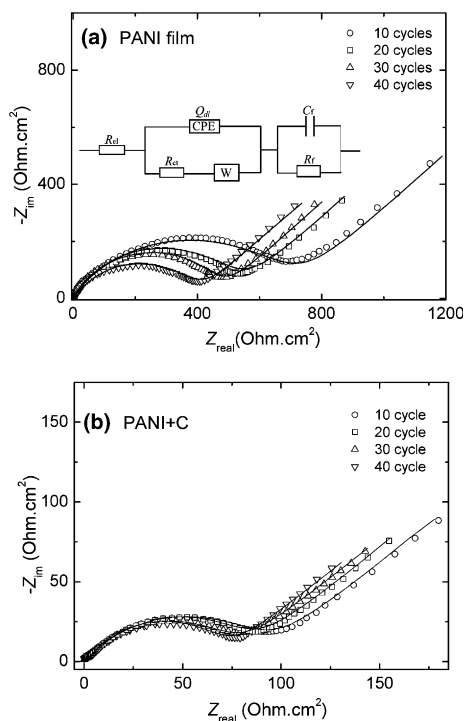 (a) PANI film
10 cycles
20 cycles
30 cycles
40 cycles
Qdl
CPE
Rel
Rct
W
Cf
Rf
800
400
0
-Zim (Ohm.cm²)
0 400 800 1200
Zreal(Ohm.cm²)
(b) PANI+C
10 cycle
20 cycle
30 cycle
40 cycle
150
100
50
0
-Zim (Ohm.cm²)
0 50 100 150
Zreal(Ohm.cm²)